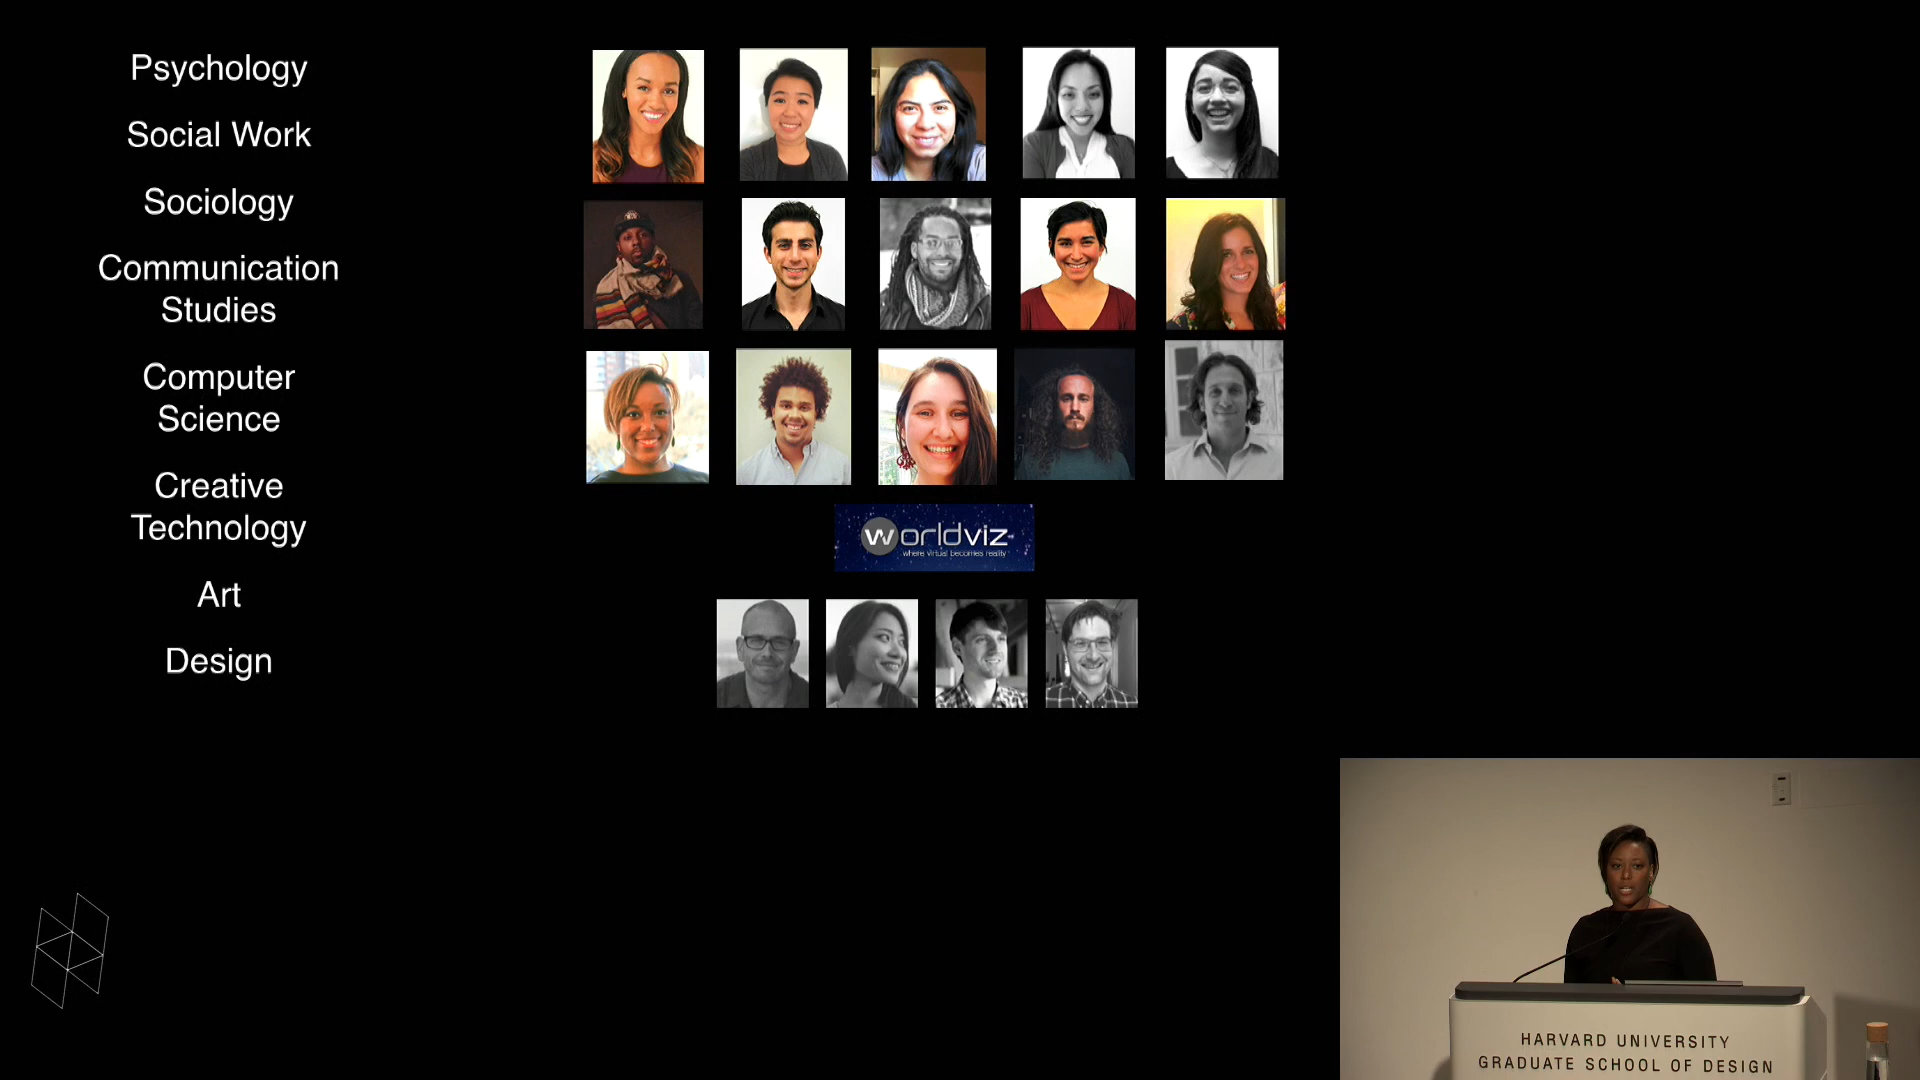 Psychology
Social Work
Sociology
Communication
Studies
Computer
Science
Creative
Technology
Art
Design
worldviz
where virtual becomes reality
HARVARD UNIVERSITY
GRADUATE SCHOOL OF DESIGN